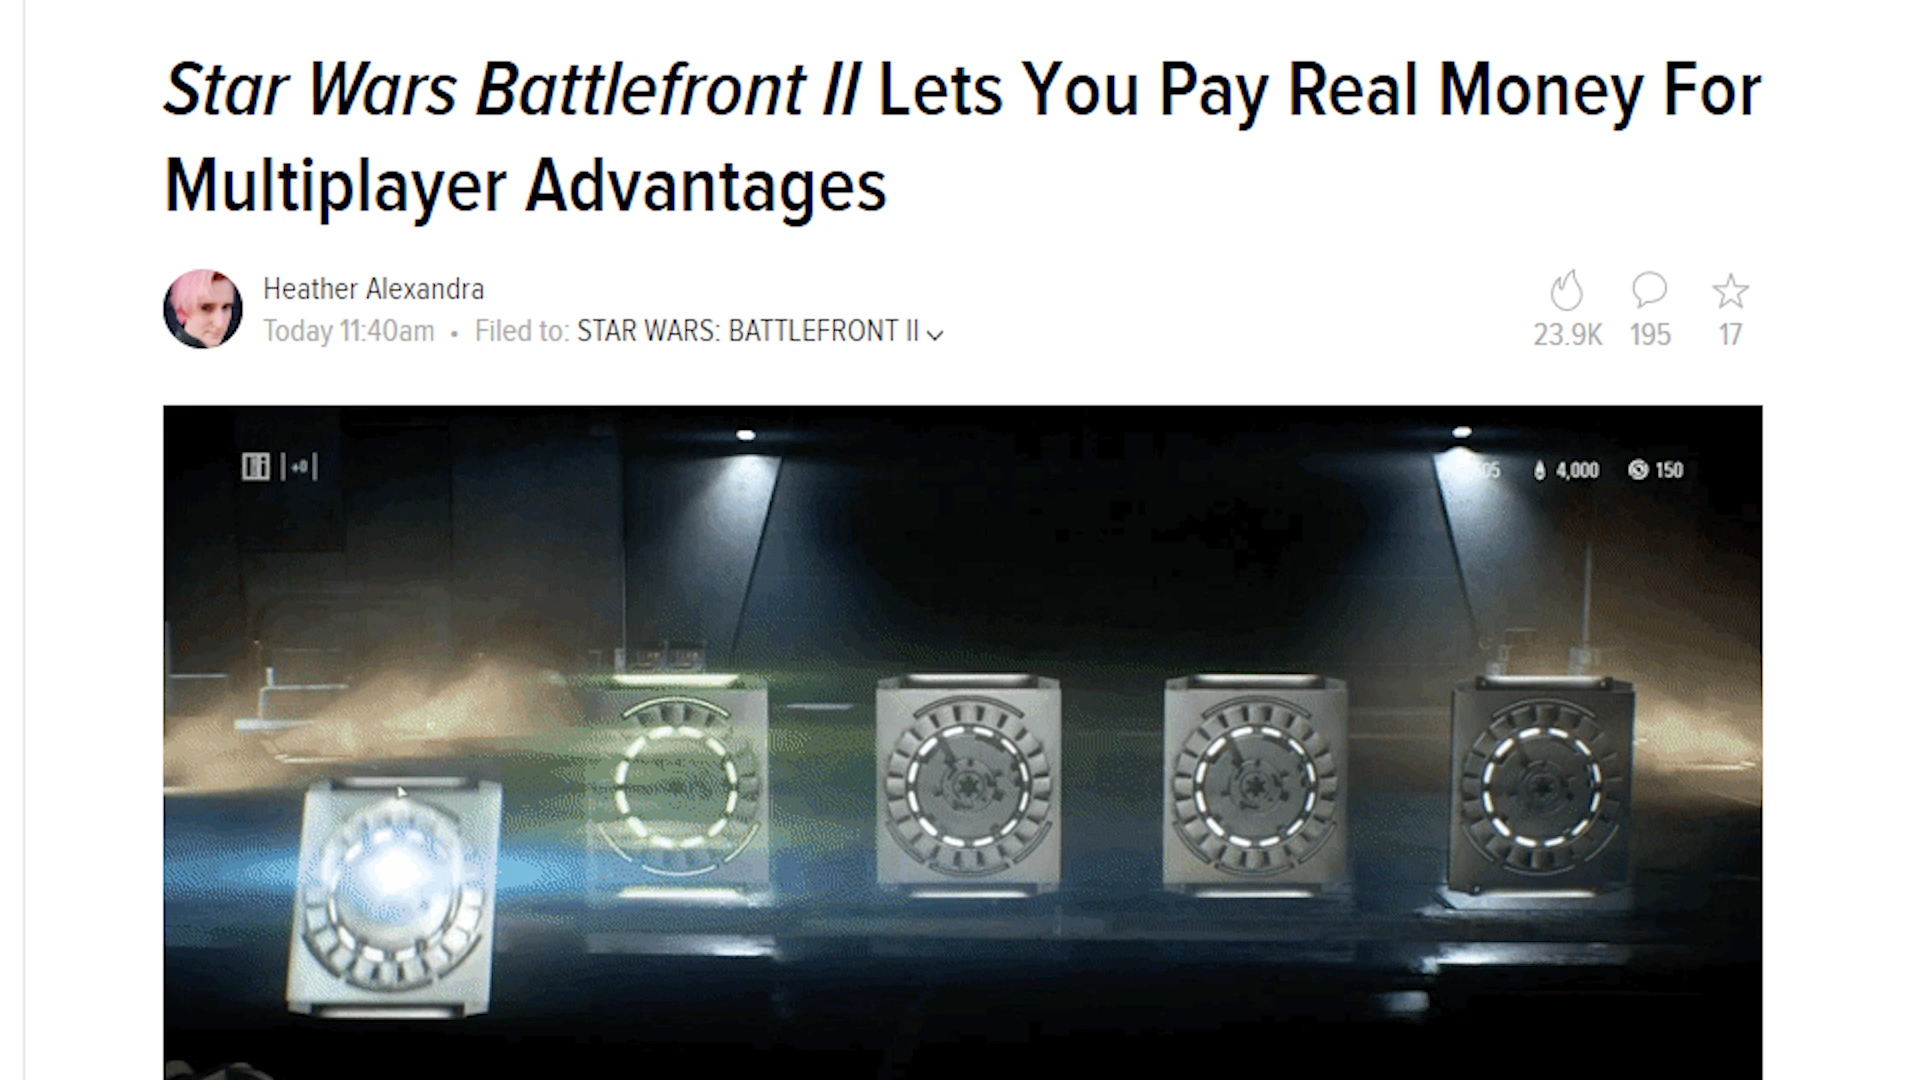 Star Wars Battlefront II Lets You Pay Real Money For
Multiplayer Advantages
Heather Alexandra
Today 11:40am • Filed to: STAR WARS: BATTLEFRONT II
23.9K 195 17
+0
4,000 150